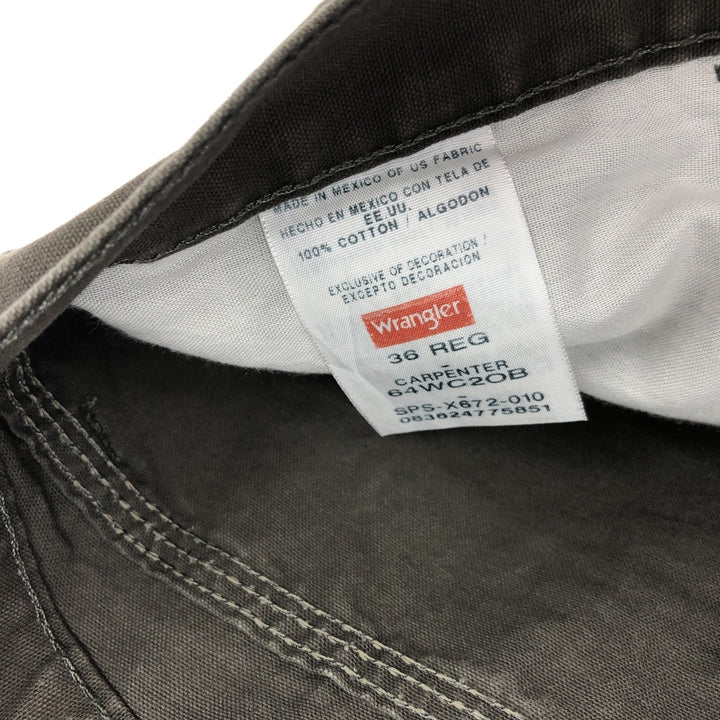 MADE IN MEXICO OF US FABRIC
HECHO EN MEXICO CON TELA DE
EE UU.
100% COTTON / ALGODON
EXCLUSIVE OF DECORATION /
EXCEPTO DECORACION
Wrangler
36 REG
-
CARPENTER
64WC2OB
-
SPS-X672-010
083624775851